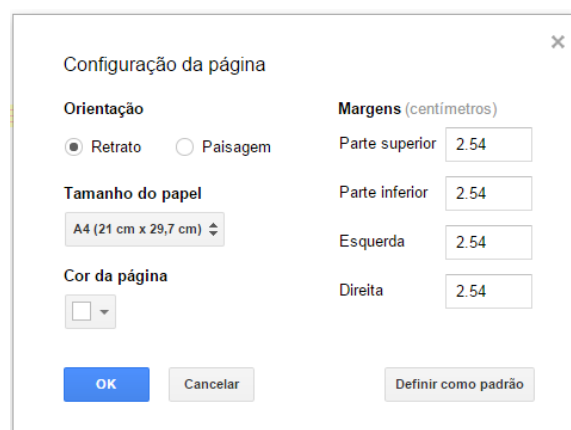 Configuração da página
Orientação
Retrato
Paisagem
Tamanho do papel
A4 (21 cm x 29,7 cm)
Cor da página
Margens (centímetros)
Parte superior 2.54
Parte inferior 2.54
Esquerda 2.54
Direita 2.54
OK
Cancelar
Definir como padrão